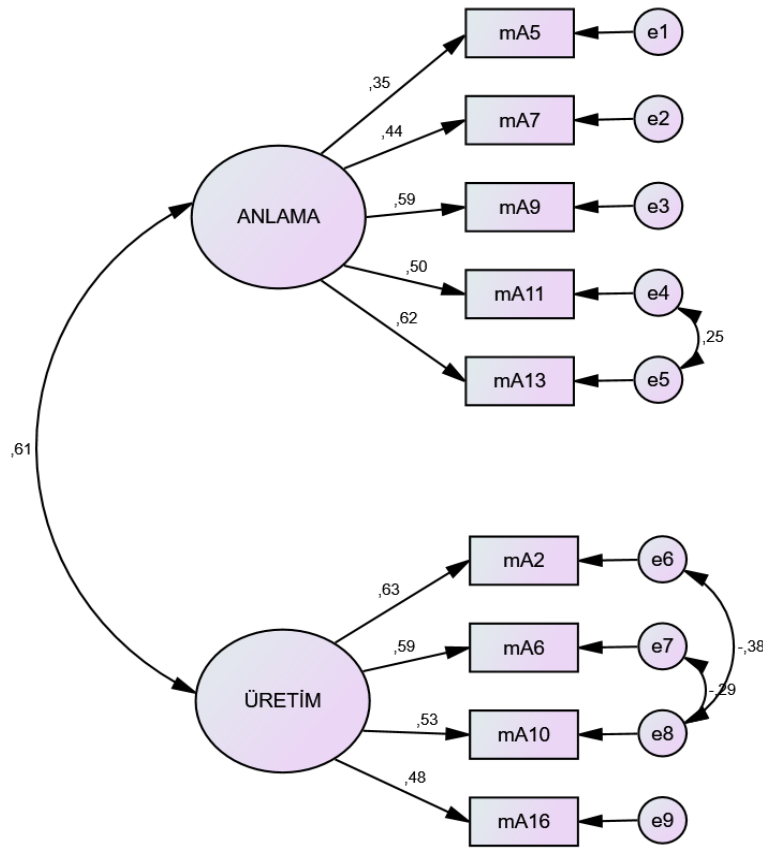 mA5
e1
,35
mA7
e2
,44
ANLAMA
,59
mA9
e3
,50
mA11
e4
,62
,25
mA13
e5
,61
mA2
e6
,63
-,38
,59
mA6
e7
-,29
ÜRETİM
,53
mA10
e8
,48
mA16
e9